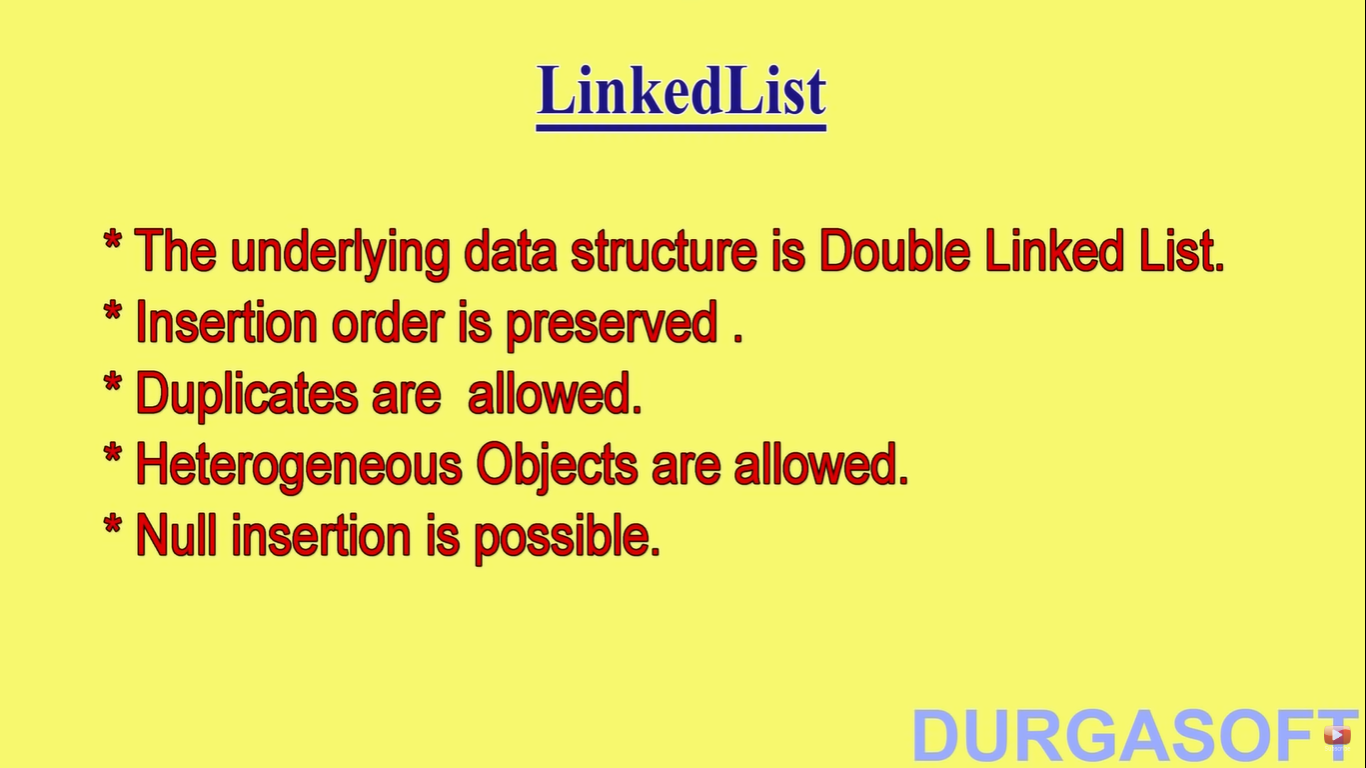 LinkedList
* The underlying data structure is Double Linked List.
* Insertion order is preserved .
* Duplicates are  allowed.
* Heterogeneous Objects are allowed.
* Null insertion is possible.
DURGASOFT